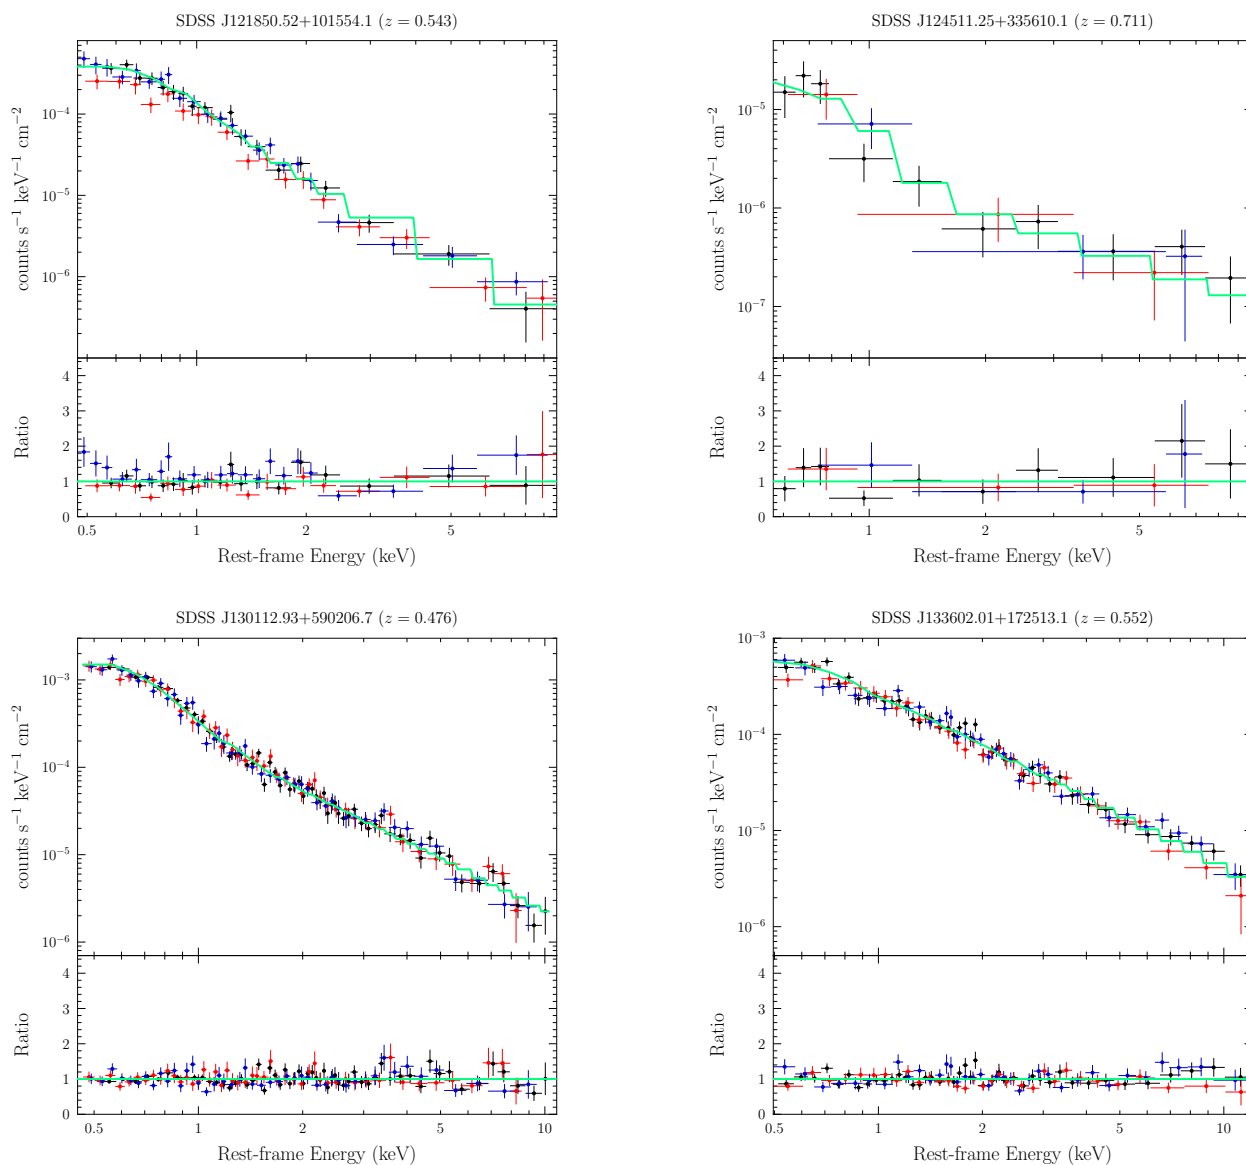 SDSS J121850.52+101554.1 (z = 0.543)
10⁻⁴
10⁻⁵
10⁻⁶
counts s⁻¹ keV⁻¹ cm⁻²
4
3
2
1
0
Ratio
0.5 1 2 5
Rest-frame Energy (keV)
SDSS J124511.25+335610.1 (z = 0.711)
10⁻⁵
10⁻⁶
10⁻⁷
counts s⁻¹ keV⁻¹ cm⁻²
4
3
2
1
0
Ratio
1 2 5
Rest-frame Energy (keV)
SDSS J130112.93+590206.7 (z = 0.476)
10⁻³
10⁻⁴
10⁻⁵
10⁻⁶
counts s⁻¹ keV⁻¹ cm⁻²
4
3
2
1
0
Ratio
0.5 1 2 5 10
Rest-frame Energy (keV)
SDSS J133602.01+172513.1 (z = 0.552)
10⁻³
10⁻⁴
10⁻⁵
10⁻⁶
counts s⁻¹ keV⁻¹ cm⁻²
4
3
2
1
0
Ratio
0.5 1 2 5 10
Rest-frame Energy (keV)